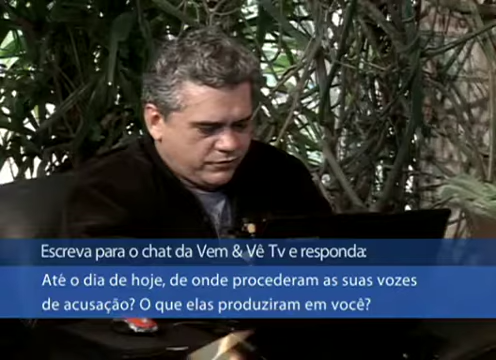 Escreva para o chat da Vem & Vê Tv e responda:
Até o dia de hoje, de onde procederam as suas vozes
de acusação? O que elas produziram em você?